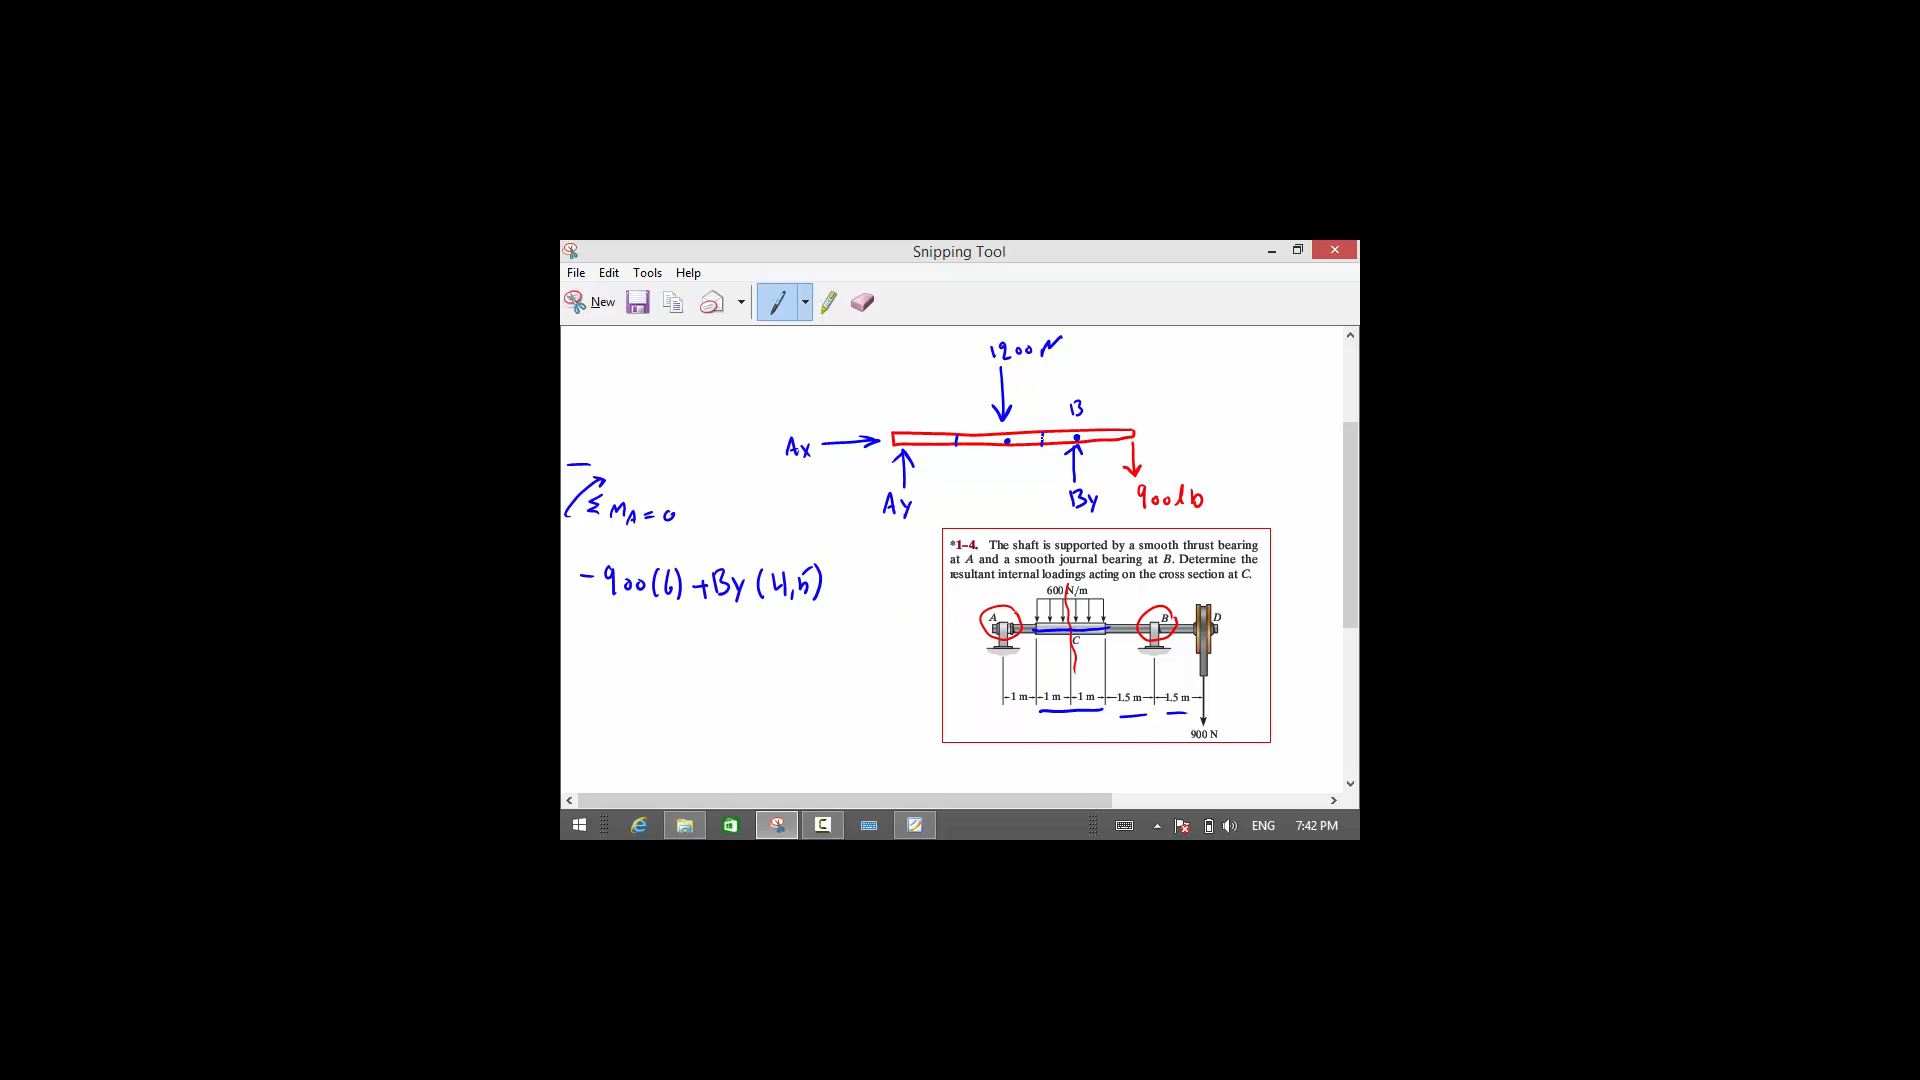 Snipping Tool
File Edit Tools Help
New
1200 N
B
Ax
Ay
By
900lb
Σ MA = 0
- 900(6) + By (4,5)
*1–4. The shaft is supported by a smooth thrust bearing
at A and a smooth journal bearing at B. Determine the
resultant internal loadings acting on the cross section at C.
600 N/m
A
B
D
C
1 m 1 m 1 m 1.5 m 1.5 m
900 N
ENG 7:42 PM